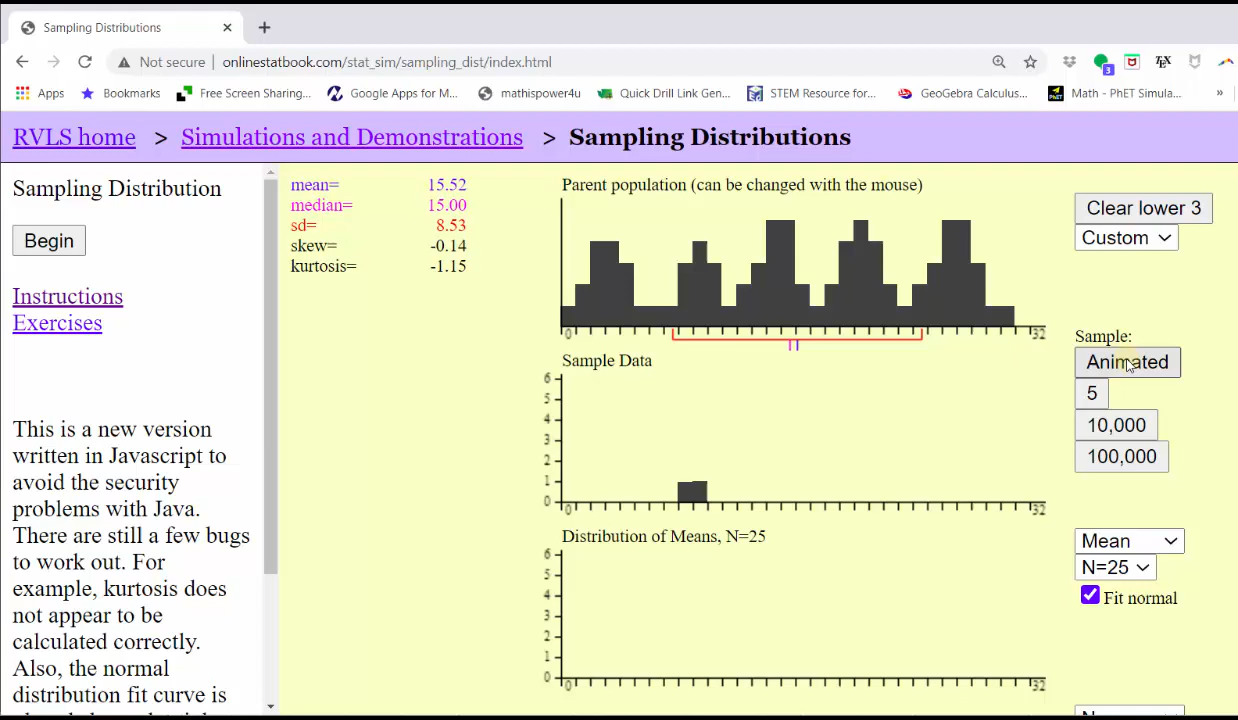 Sampling Distributions
Not secure | onlinestatbook.com/stat_sim/sampling_dist/index.html
3
TEX
Apps Bookmarks Free Screen Sharing... Google Apps for M... mathispower4u Quick Drill Link Gen... STEM Resource for... GeoGebra Calculus... Math - PhET Simula... »
RVLS home > Simulations and Demonstrations > Sampling Distributions
Sampling Distribution
Begin
Instructions
Exercises
This is a new version
written in Javascript to
avoid the security
problems with Java.
There are still a few bugs
to work out. For
example, kurtosis does
not appear to be
calculated correctly.
Also, the normal
distribution fit curve is
mean= 15.52
median= 15.00
sd= 8.53
skew= -0.14
kurtosis= -1.15
Parent population (can be changed with the mouse)
0 32
Sample Data
6
5
4
3
2
1
0
0 32
Distribution of Means, N=25
6
5
4
3
2
1
0
0 32
Clear lower 3
Custom
Sample:
Animated
5
10,000
100,000
Mean
N=25
Fit normal